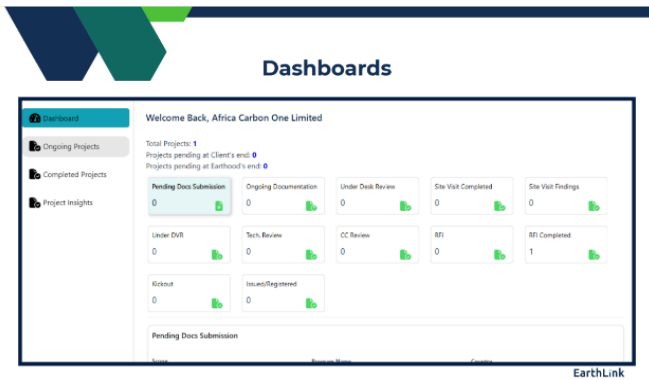 Dashboards
Dashboard
Ongoing Projects
Completed Projects
Project Insights
Welcome Back, Africa Carbon One Limited
Total Projects: 1
Projects pending at Client's end: 0
Projects pending at Earthood's end: 0
Pending Docs Submission
0
Ongoing Documentation
0
Under Desk Review
0
Site Visit Completed
0
Site Visit Findings
0
Under DVR
0
Tech. Review
0
CC Review
0
RFI
0
RFI Completed
1
Kickout
0
Issued/Registered
0
Pending Docs Submission
Name
Country
EarthLink